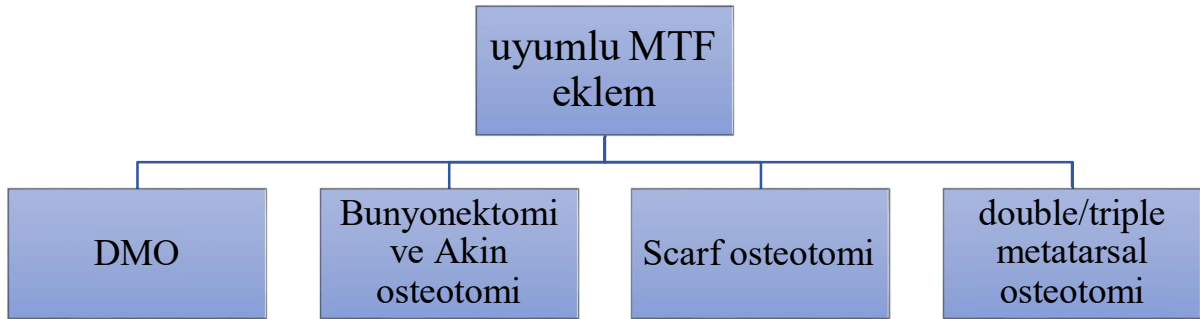 uyumlu MTF
eklem
DMO
Bunyonektomi
ve Akin
osteotomi
Scarf osteotomi
double/triple
metatarsal
osteotomi